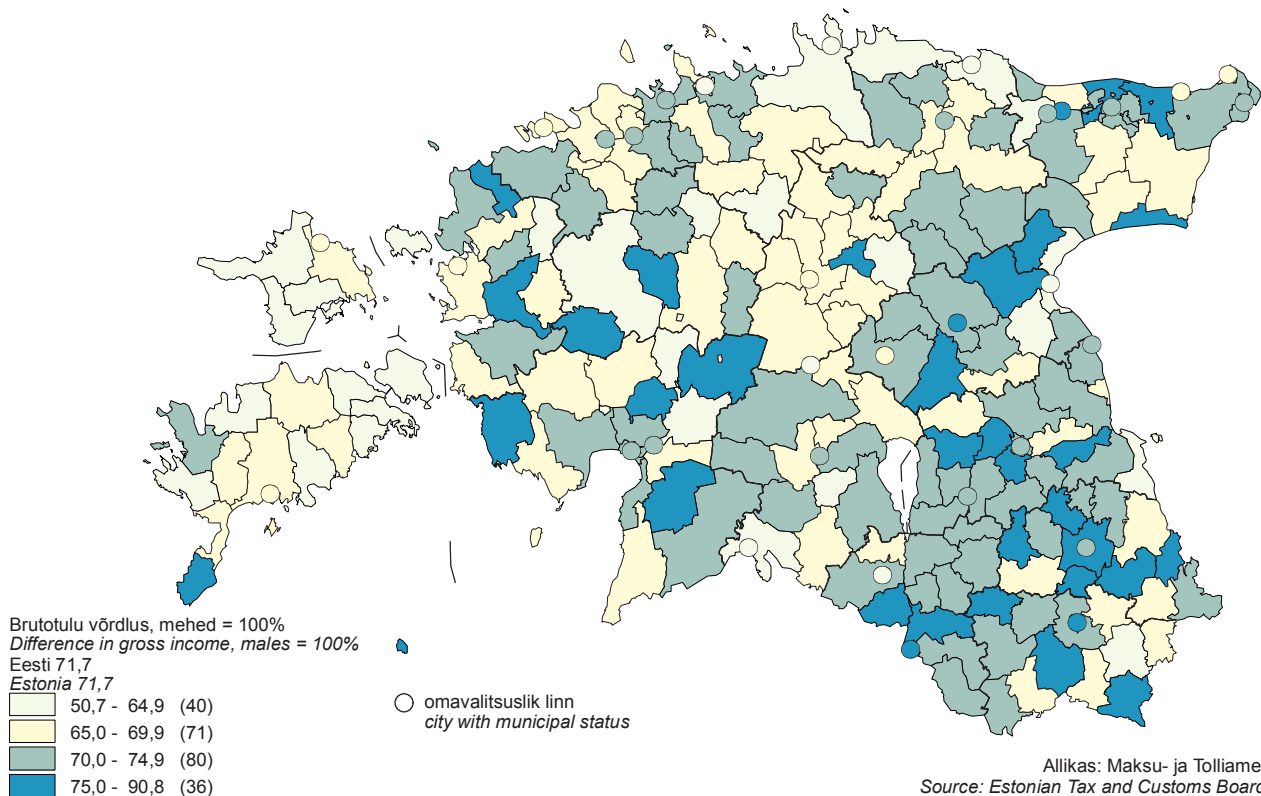 Brutotulu võrdlus, mehed = 100%
Difference in gross income, males = 100%
Eesti 71,7
Estonia 71,7
50,7 - 64,9 (40)
65,0 - 69,9 (71)
70,0 - 74,9 (80)
75,0 - 90,8 (36)
omavalitsuslik linn
city with municipal status
Allikas: Maksu- ja Tolliame
Source: Estonian Tax and Customs Board